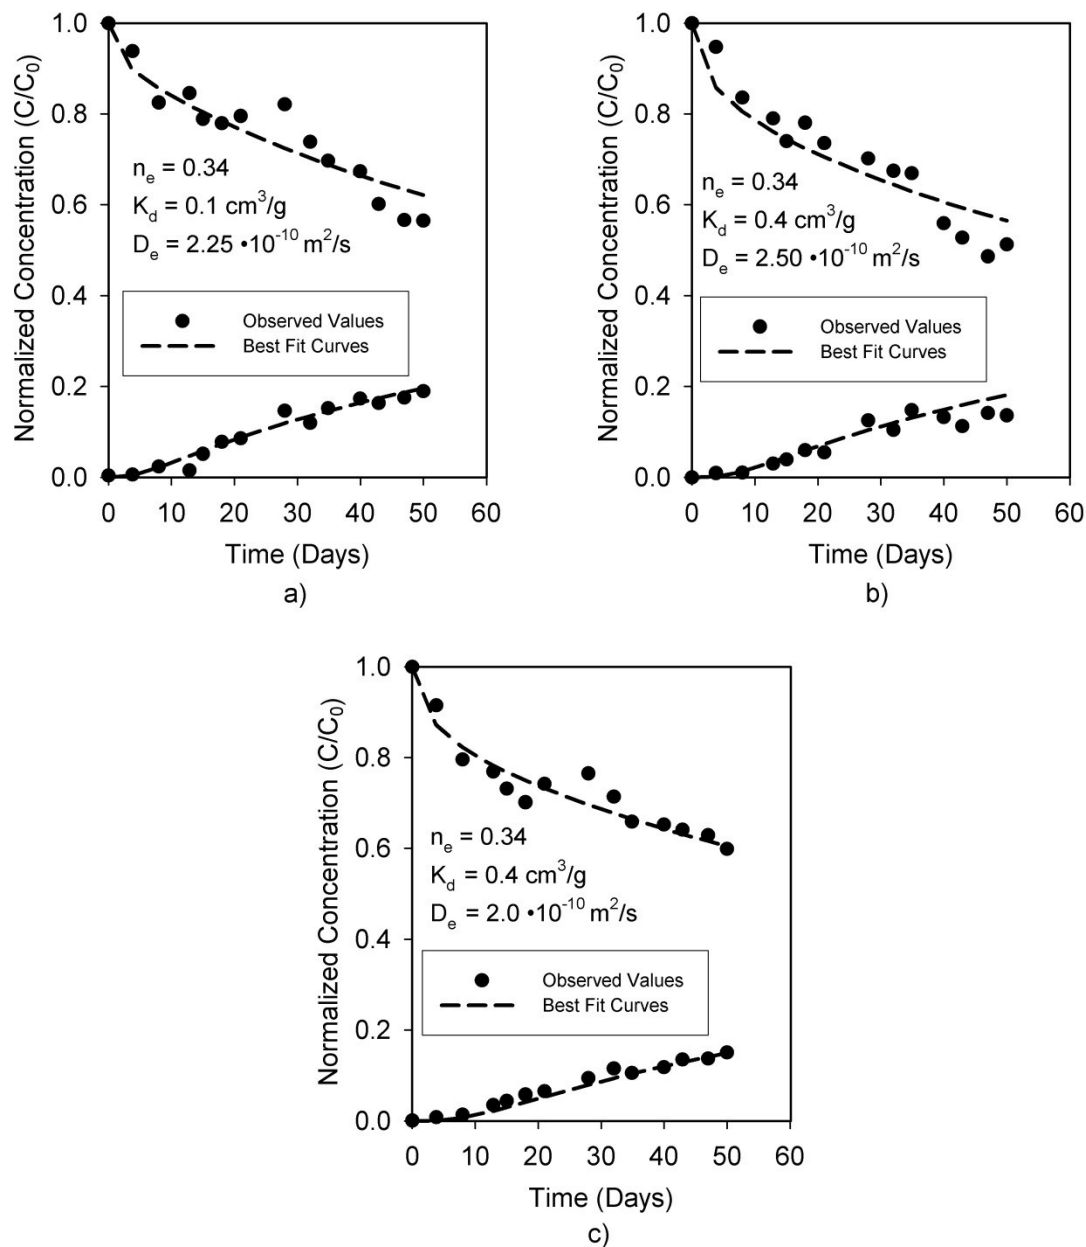 Normalized Concentration (C/C₀)
1.0
0.8
0.6
0.4
0.2
0.0
nₑ = 0.34
K_d = 0.1 cm³/g
Dₑ = 2.25 •10⁻¹⁰ m²/s
Observed Values
Best Fit Curves
0 10 20 30 40 50 60
Time (Days)
a)
Normalized Concentration (C/C₀)
1.0
0.8
0.6
0.4
0.2
0.0
nₑ = 0.34
K_d = 0.4 cm³/g
Dₑ = 2.50 •10⁻¹⁰ m²/s
Observed Values
Best Fit Curves
0 10 20 30 40 50 60
Time (Days)
b)
Normalized Concentration (C/C₀)
1.0
0.8
0.6
0.4
0.2
0.0
nₑ = 0.34
K_d = 0.4 cm³/g
Dₑ = 2.0 •10⁻¹⁰ m²/s
Observed Values
Best Fit Curves
0 10 20 30 40 50 60
Time (Days)
c)